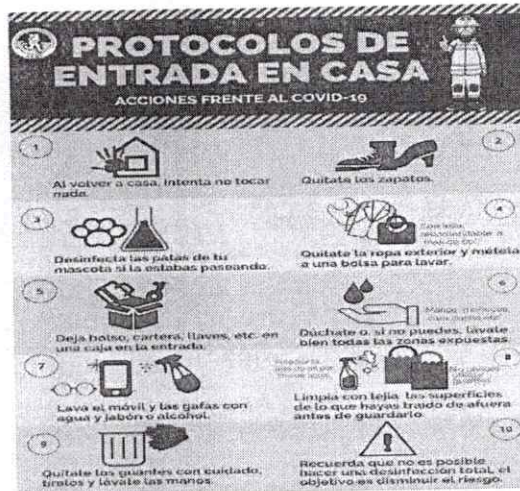 PROTOCOLOS DE
ENTRADA EN CASA
ACCIONES FRENTE AL COVID-19
1
Al volver a casa, intenta no tocar
nada.
2
Quítate los zapatos.
3
Desinfecta las patas de tu
mascota si la estabas paseando.
4
Quítate la ropa exterior y métela
a una bolsa para lavar.
5
Deja bolso, cartera, llaves, etc. en
una caja en la entrada.
6
Dúchate o, si no puedes, lávate
bien todas las zonas expuestas.
7
Lava el móvil y las gafas con
agua y jabón o alcohol.
8
Limpia con lejía las superficies
de lo que hayas traído de afuera
antes de guardarlo.
9
Quítate los guantes con cuidado,
tíralos y lávate las manos.
10
Recuerda que no es posible
hacer una desinfección total, el
objetivo es disminuir el riesgo.